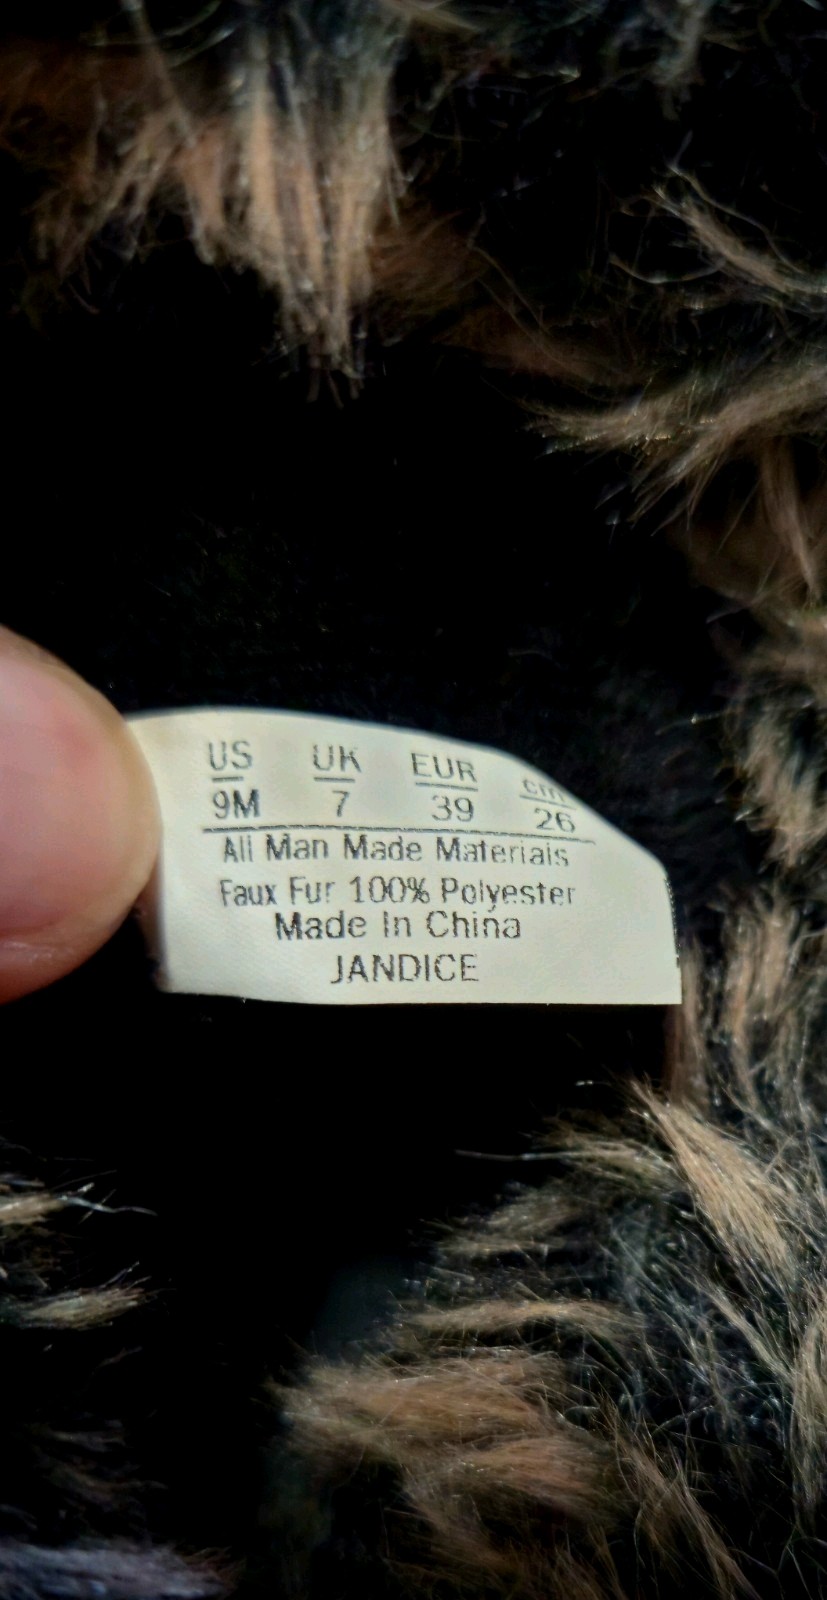 US UK EUR cm
9M 7 39 26
All Man Made Materials
Faux Fur 100% Polyester
Made In China
JANDICE